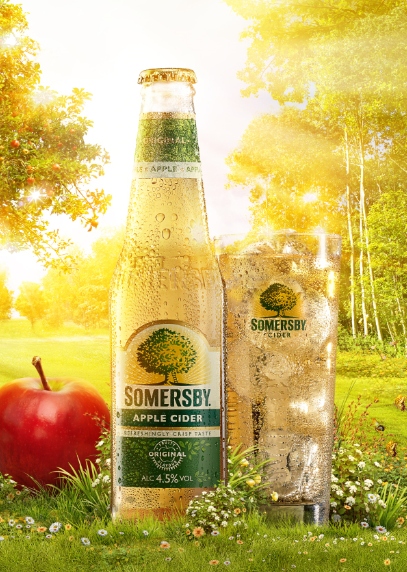 ORIGINAL
APPLE
SOMERSBY
APPLE CIDER
REFRESHINGLY CRISP TASTE
ORIGINAL
ALC 4.5% VOL
SOMERSBY
CIDER